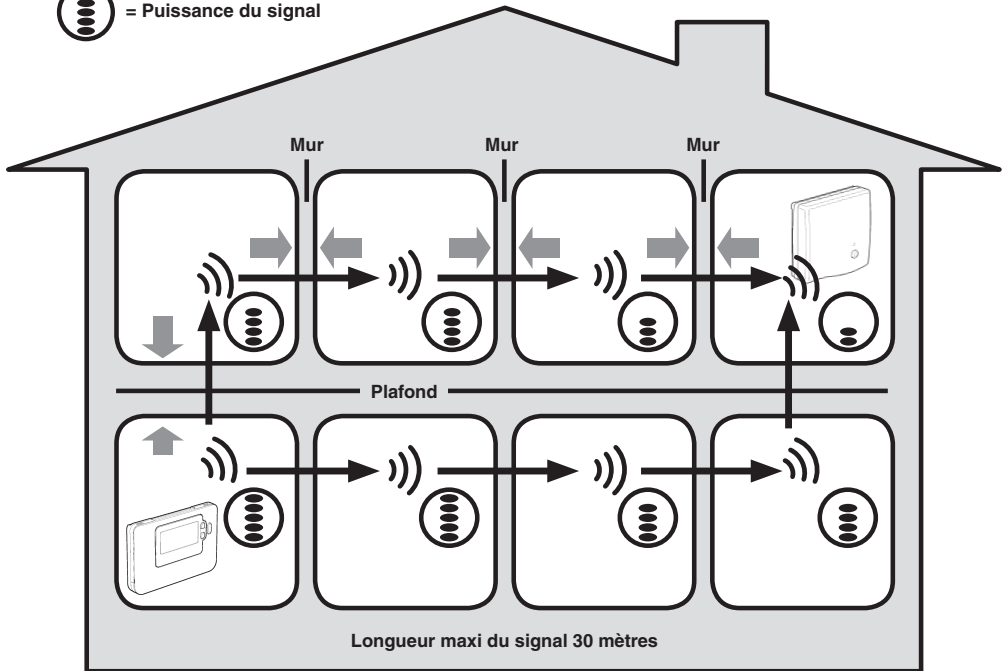 = Puissance du signal
Mur
Mur
Mur
Plafond
Longueur maxi du signal 30 mètres